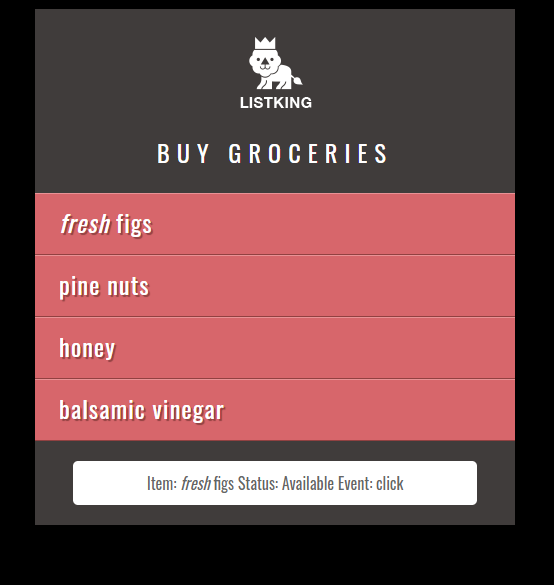 LISTKING
BUY GROCERIES
fresh figs
pine nuts
honey
balsamic vinegar
Item: fresh figs Status: Available Event: click